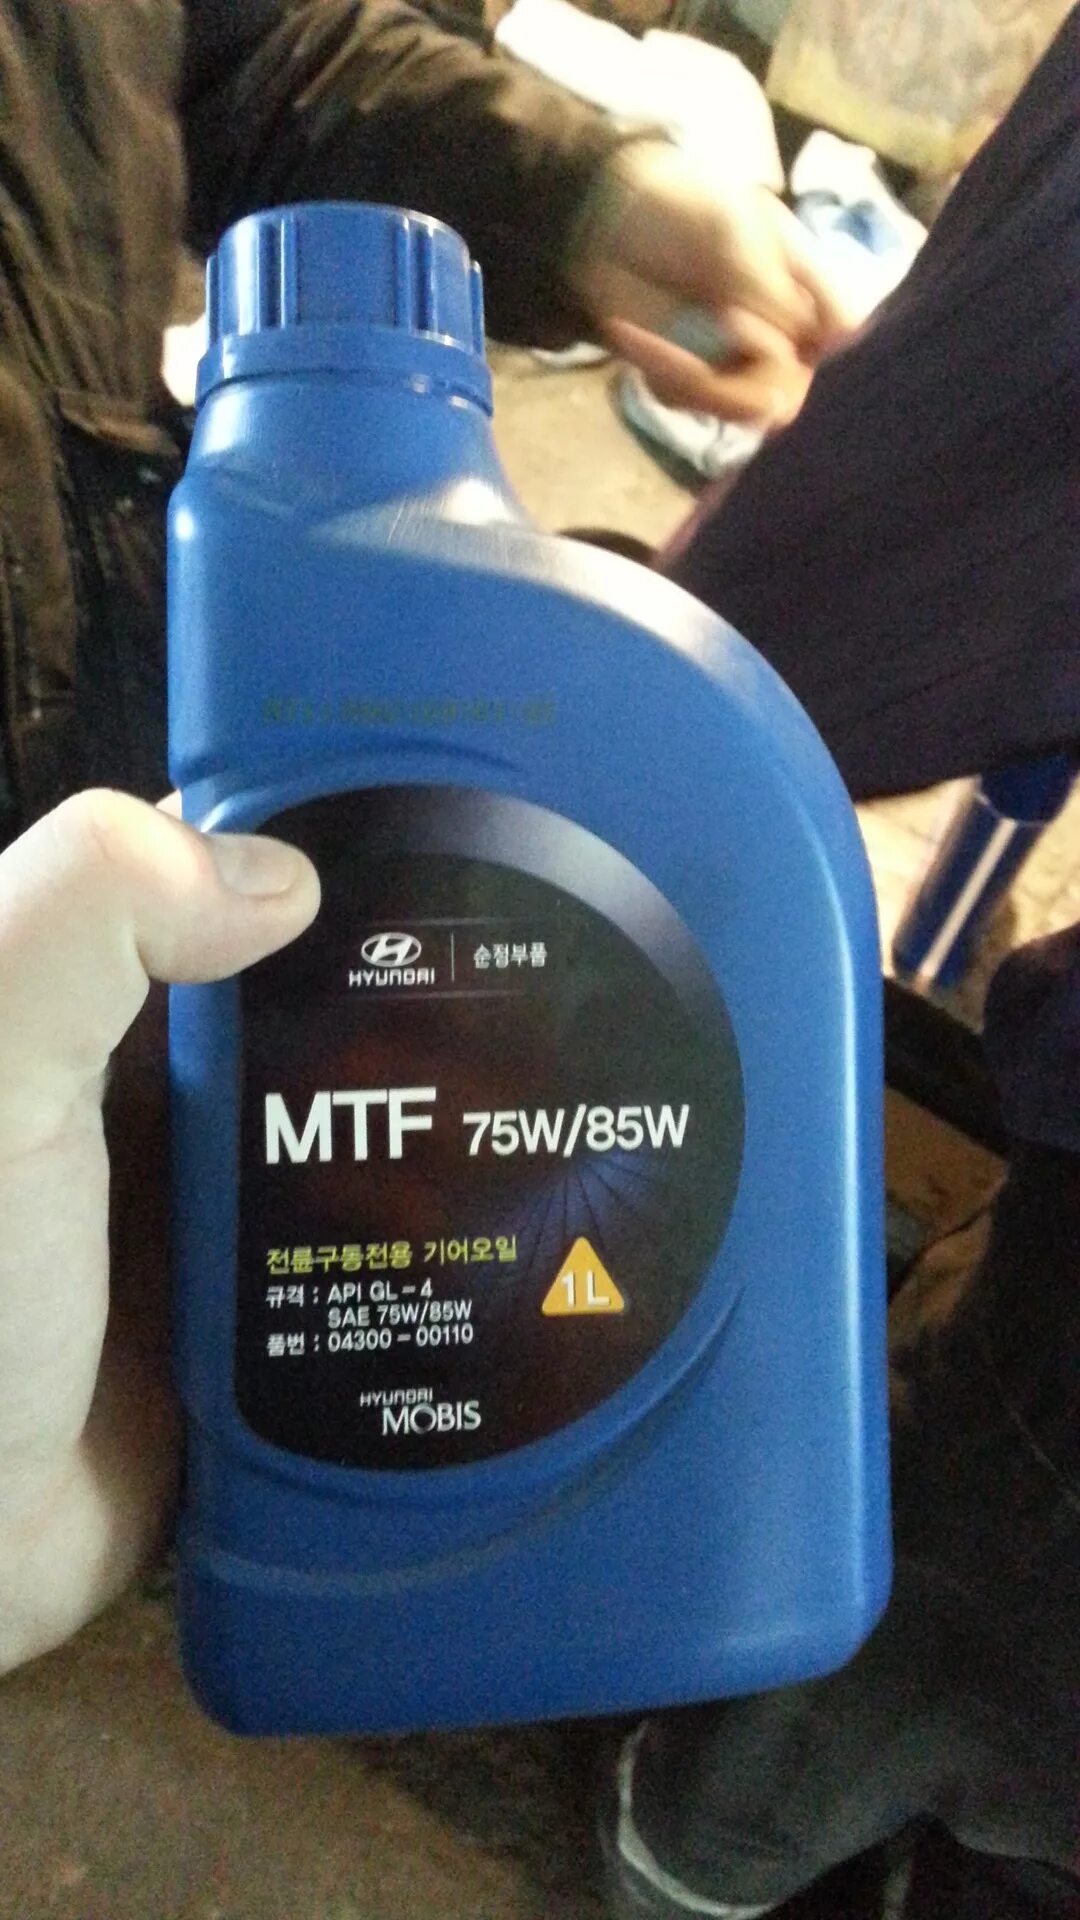 HYUNDAI 순정부품
MTF 75W/85W
전륜구동전용 기어오일
규격 : API GL-4
SAE 75W/85W
품번 : 04300-00110
1L
HYUNDAI
MOBIS